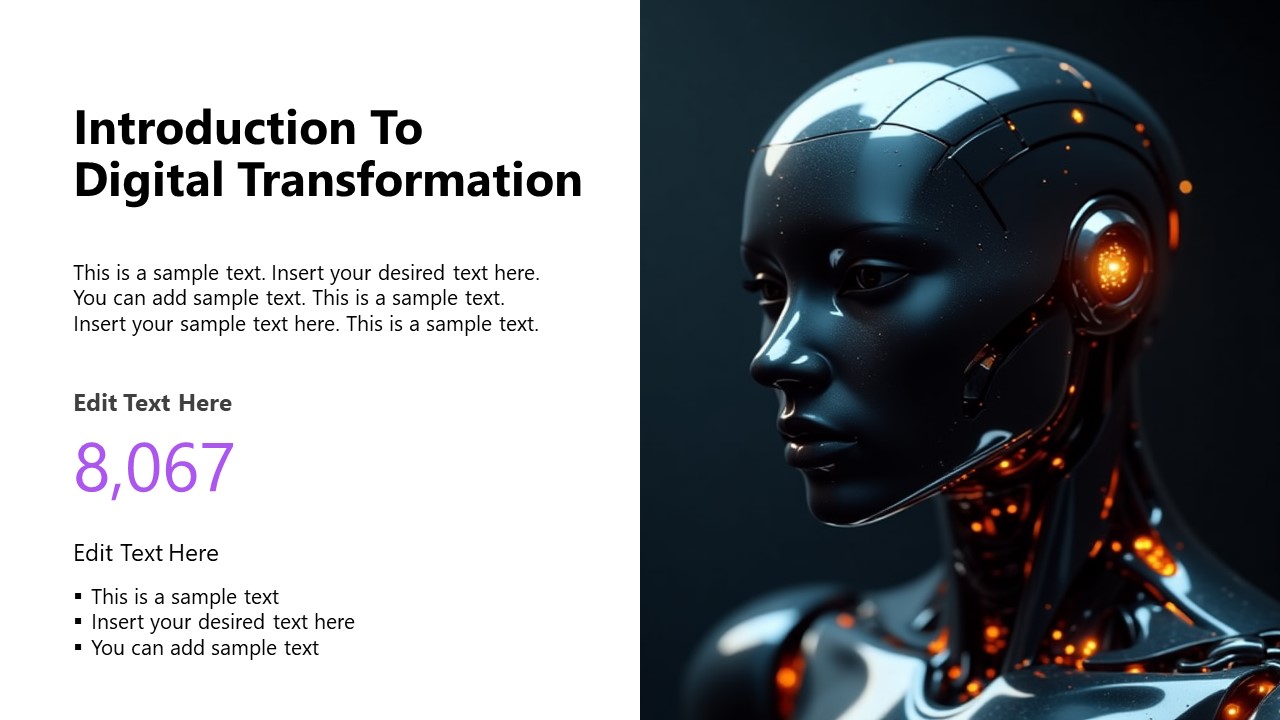 Introduction To
Digital Transformation
This is a sample text. Insert your desired text here.
You can add sample text. This is a sample text.
Insert your sample text here. This is a sample text.
Edit Text Here
8,067
Edit Text Here
▪ This is a sample text
▪ Insert your desired text here
▪ You can add sample text